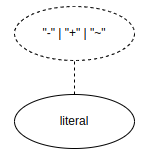 "-" | "+" | "~"
literal